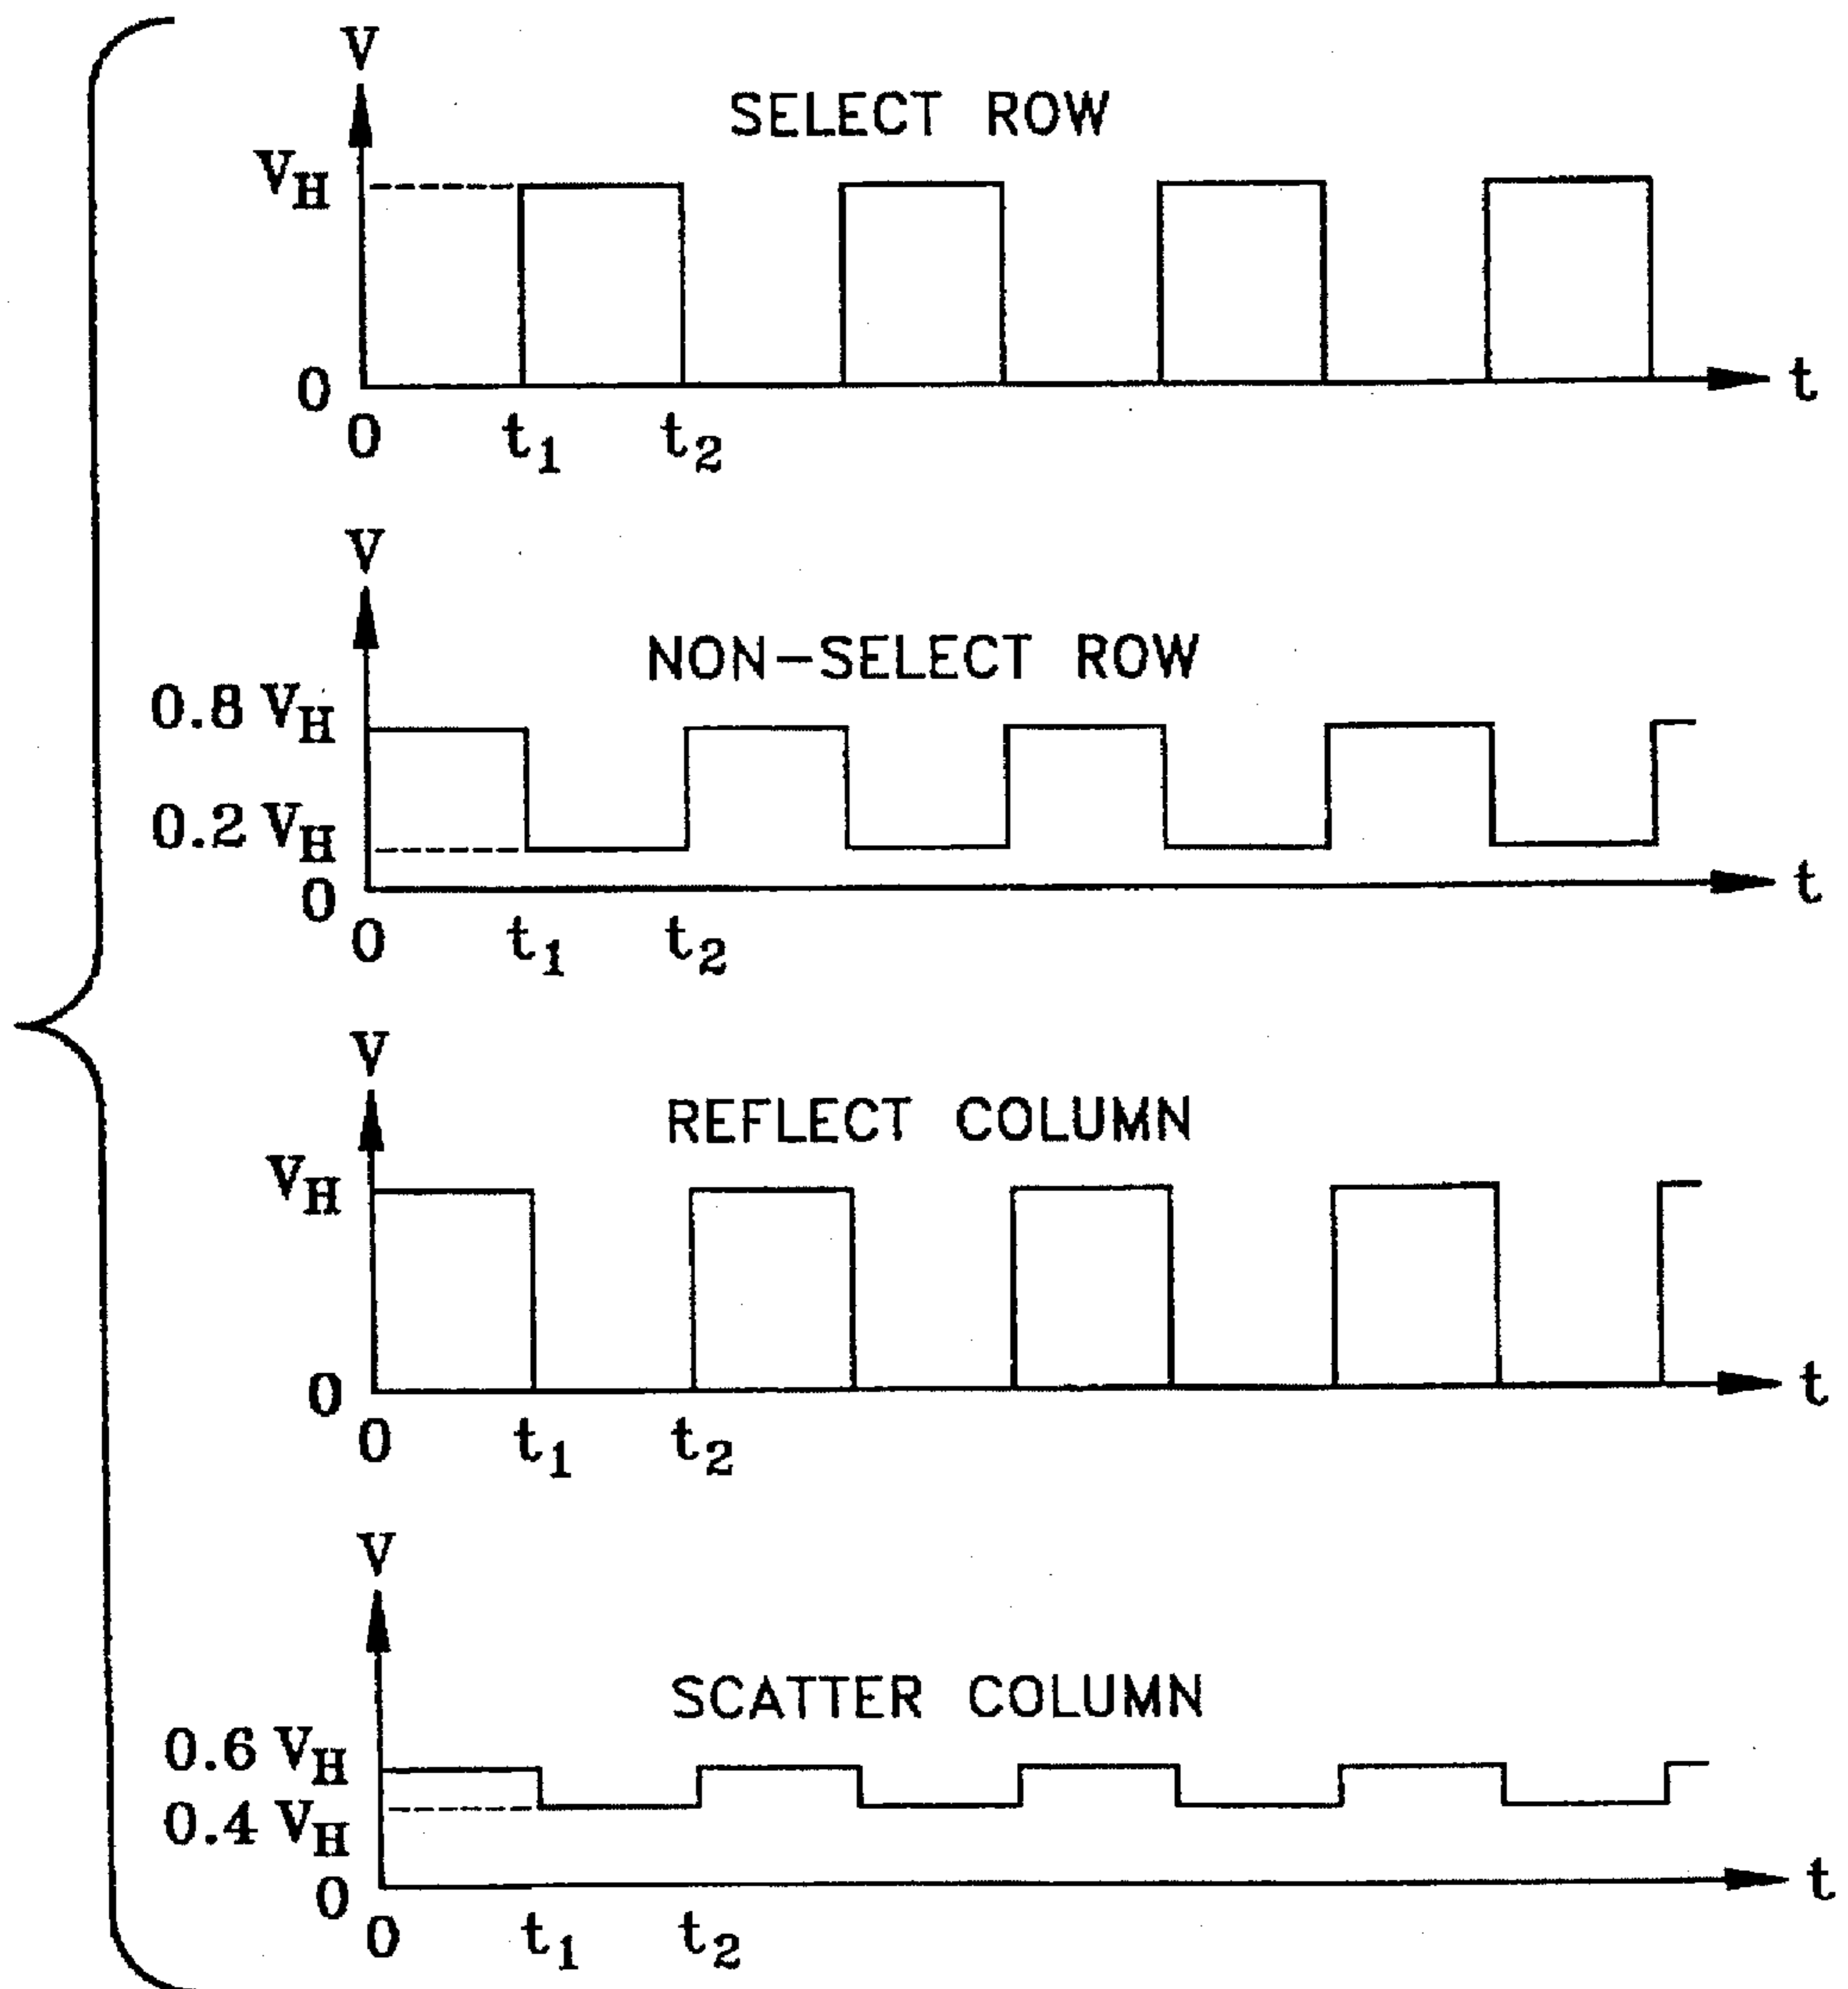 V
SELECT ROW
V_H
0
t
0 t_1 t_2
V
NON-SELECT ROW
0.8 V_H
0.2 V_H
0
t
0 t_1 t_2
V
REFLECT COLUMN
V_H
0
t
0 t_1 t_2
V
SCATTER COLUMN
0.6 V_H
0.4 V_H
0
t
0 t_1 t_2